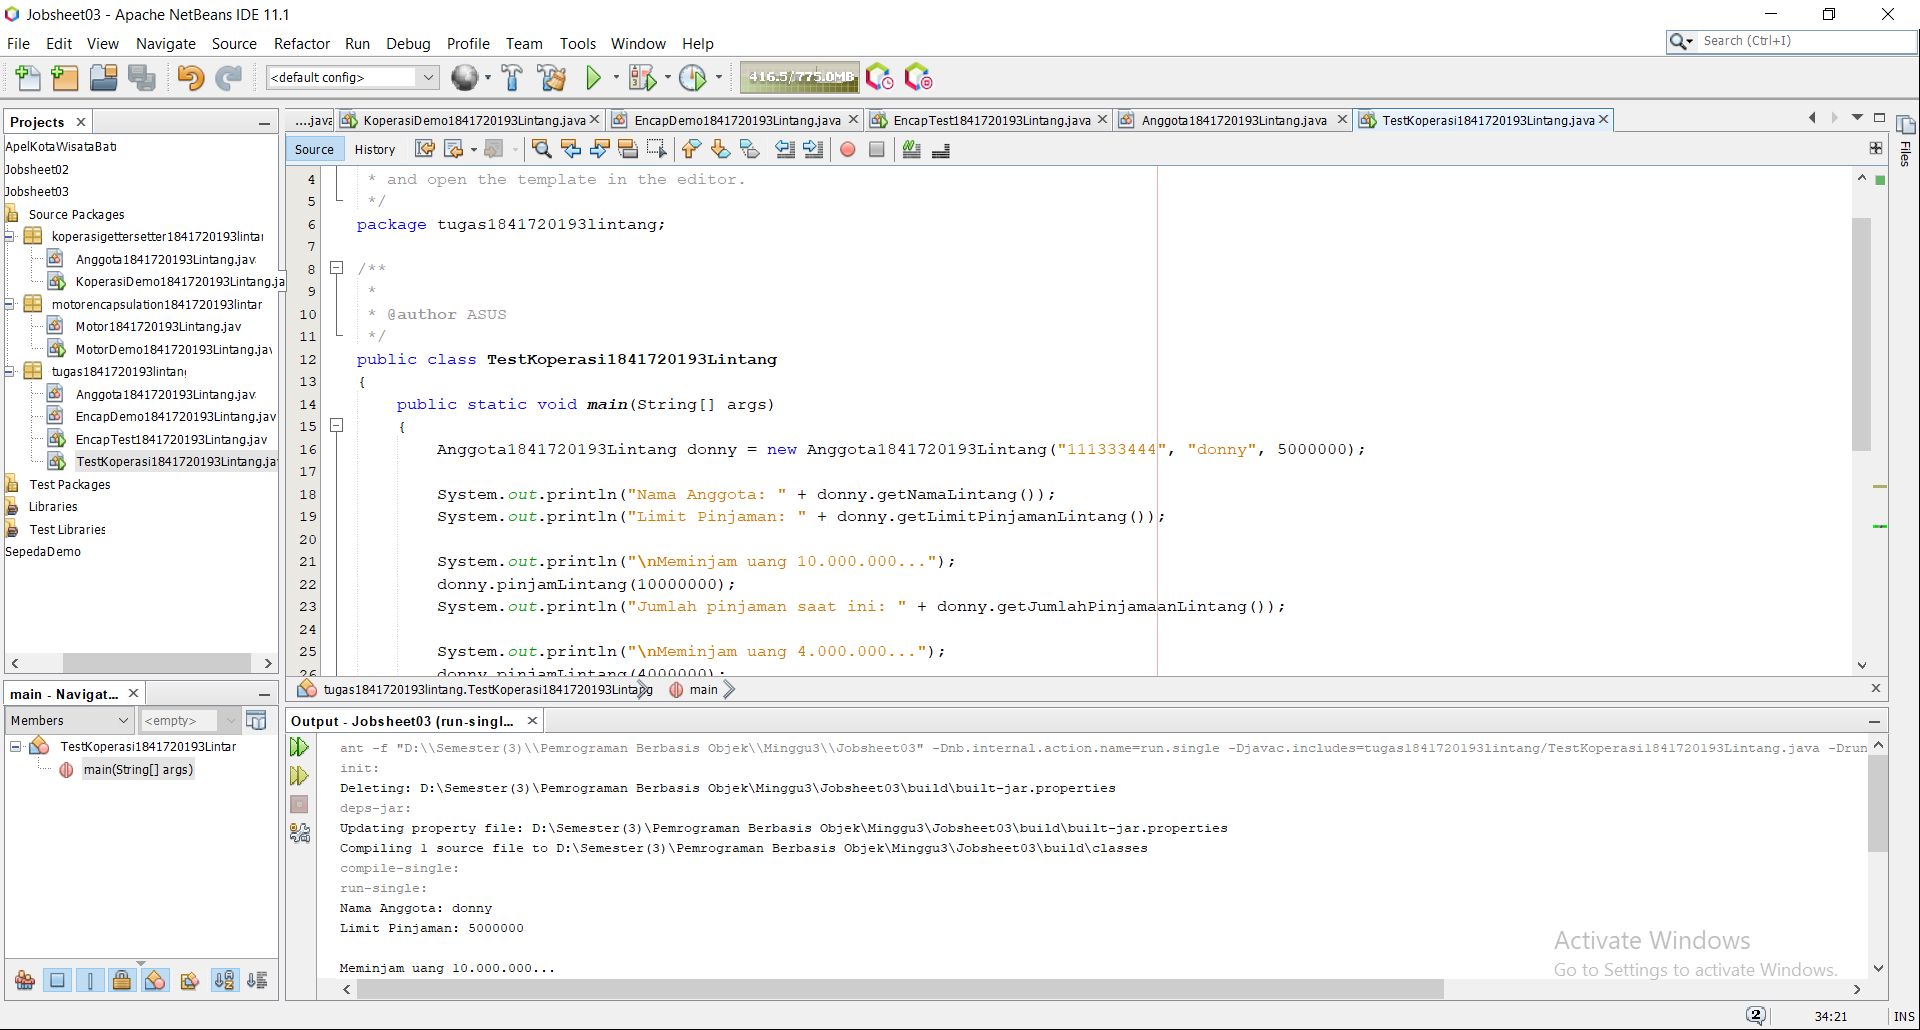 Jobsheet03 - Apache NetBeans IDE 11.1
File Edit View Navigate Source Refactor Run Debug Profile Team Tools Window Help
Search (Ctrl+I)
<default config>
416.5/775.0MB
Projects
ApelKotaWisataBat
Jobsheet02
Jobsheet03
Source Packages
koperasigettersetter1841720193lintar
Anggota1841720193Lintang.jav
KoperasiDemo1841720193Lintang.ja
motorencapsulation1841720193lintar
Motor1841720193Lintang.jav
MotorDemo1841720193Lintang.jav
tugas1841720193lintang
Anggota1841720193Lintang.jav
EncapDemo1841720193Lintang.jav
EncapTest1841720193Lintang.jav
TestKoperasi1841720193Lintang.ja
Test Packages
Libraries
Test Libraries
SepedaDemo
main - Navigat...
Members
<empty>
TestKoperasi1841720193Lintar
main(String[] args)
....java KoperasiDemo1841720193Lintang.java EncapDemo1841720193Lintang.java EncapTest1841720193Lintang.java Anggota1841720193Lintang.java TestKoperasi1841720193Lintang.java
Source History
Files
4 * and open the template in the editor.
5 */
6 package tugas1841720193lintang;
7
8 /**
9 *
10 * @author ASUS
11 */
12 public class TestKoperasi1841720193Lintang
13 {
14 public static void main(String[] args)
15 {
16 Anggota1841720193Lintang donny = new Anggota1841720193Lintang("111333444", "donny", 5000000);
17
18 System.out.println("Nama Anggota: " + donny.getNamaLintang());
19 System.out.println("Limit Pinjaman: " + donny.getLimitPinjamanLintang());
20
21 System.out.println("\nMeminjam uang 10.000.000...");
22 donny.pinjamLintang(10000000);
23 System.out.println("Jumlah pinjaman saat ini: " + donny.getJumlahPinjamaanLintang());
24
25 System.out.println("\nMeminjam uang 4.000.000...");
26 donny.pinjamLintang(4000000);
tugas1841720193lintang.TestKoperasi1841720193Lintang main
Output - Jobsheet03 (run-singl...
ant -f "D:\\Semester(3)\\Pemrograman Berbasis Objek\\Minggu3\\Jobsheet03" -Dnb.internal.action.name=run.single -Djavac.includes=tugas1841720193lintang/TestKoperasi1841720193Lintang.java -Drun
init:
Deleting: D:\Semester(3)\Pemrograman Berbasis Objek\Minggu3\Jobsheet03\build\built-jar.properties
deps-jar:
Updating property file: D:\Semester(3)\Pemrograman Berbasis Objek\Minggu3\Jobsheet03\build\built-jar.properties
Compiling 1 source file to D:\Semester(3)\Pemrograman Berbasis Objek\Minggu3\Jobsheet03\build\classes
compile-single:
run-single:
Nama Anggota: donny
Limit Pinjaman: 5000000
Meminjam uang 10.000.000...
Activate Windows
Go to Settings to activate Windows.
2
34:21
INS